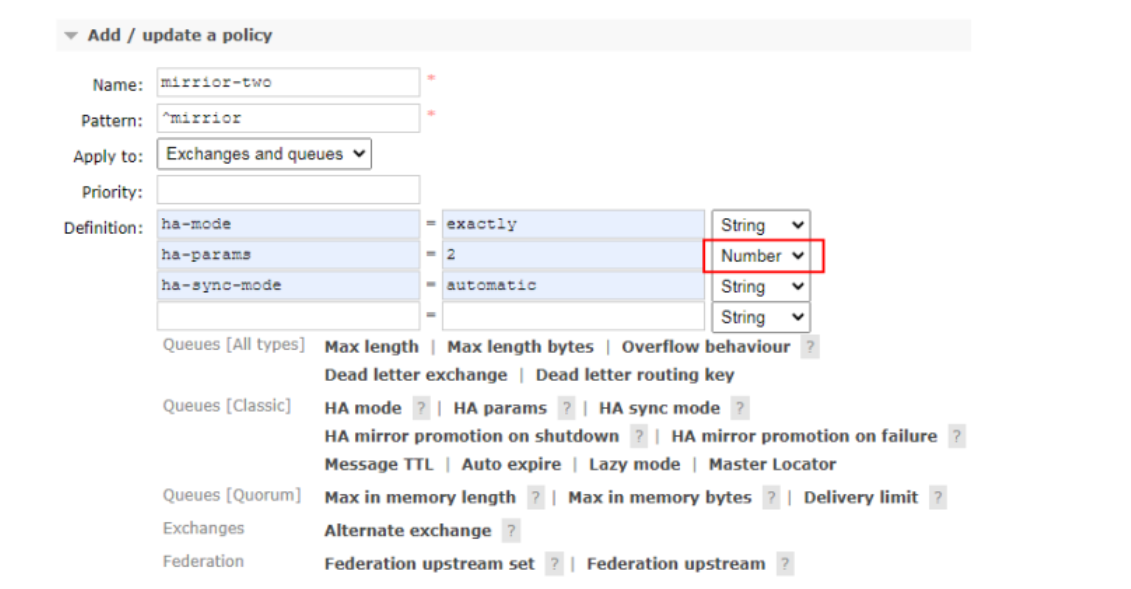 Add / update a policy
Name: mirrior-two *
Pattern: ^mirrior *
Apply to: Exchanges and queues
Priority:
Definition: ha-mode = exactly String
ha-params = 2 Number
ha-sync-mode = automatic String
= String
Queues [All types] Max length | Max length bytes | Overflow behaviour ?
Dead letter exchange | Dead letter routing key
Queues [Classic] HA mode ? | HA params ? | HA sync mode ?
HA mirror promotion on shutdown ? | HA mirror promotion on failure ?
Message TTL | Auto expire | Lazy mode | Master Locator
Queues [Quorum] Max in memory length ? | Max in memory bytes ? | Delivery limit ?
Exchanges Alternate exchange ?
Federation Federation upstream set ? | Federation upstream ?